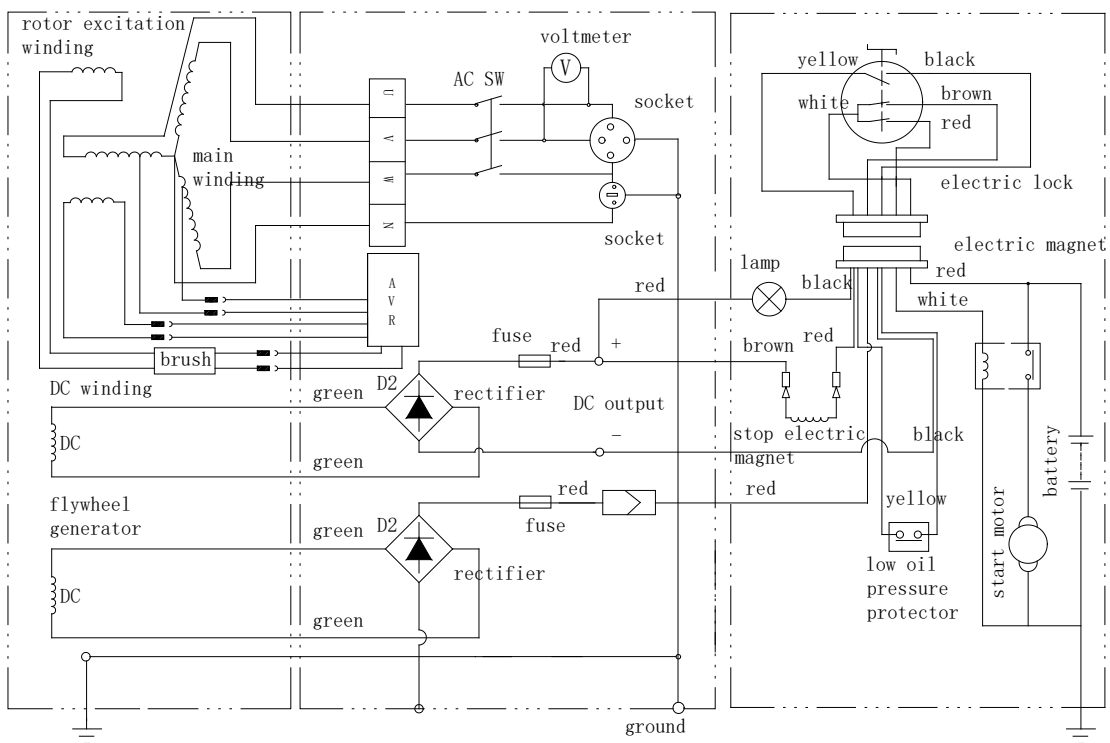 rotor excitation
winding
main
winding
U
V
W
N
AC SW
voltmeter
V
socket
socket
A
V
R
brush
DC winding
DC
green
green
D2
rectifier
fuse
red
+
DC output
−
red
lamp
black
brown
red
stop electric
magnet
black
flywheel
generator
DC
green
green
D2
rectifier
red
fuse
red
yellow
low oil
pressure
protector
ground
yellow
black
white
brown
red
electric lock
electric magnet
red
white
start motor
battery